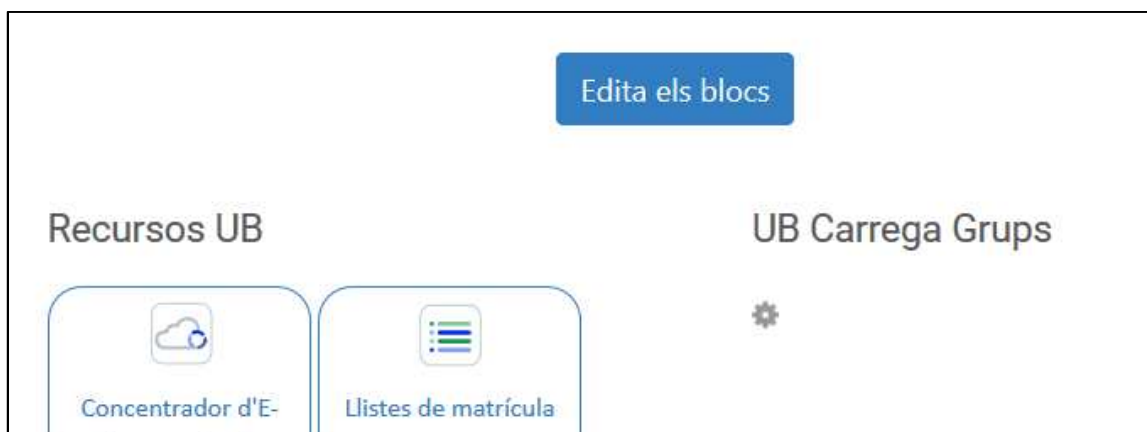 Edita els blocs
Recursos UB
UB Carrega Grups
Concentrador d'E-
Llistes de matrícula